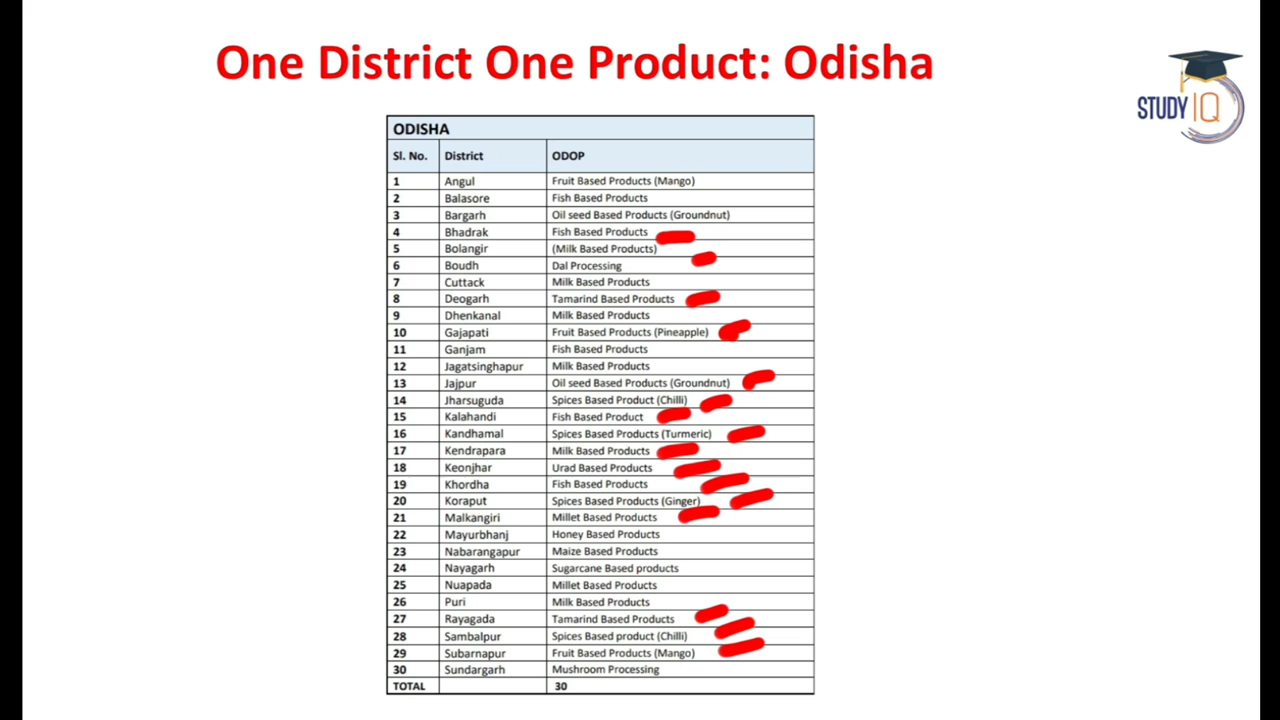 One District One Product: Odisha
STUDY IQ
ODISHA
Sl. No. District ODOP
1 Angul Fruit Based Products (Mango)
2 Balasore Fish Based Products
3 Bargarh Oil seed Based Products (Groundnut)
4 Bhadrak Fish Based Products
5 Bolangir (Milk Based Products)
6 Boudh Dal Processing
7 Cuttack Milk Based Products
8 Deogarh Tamarind Based Products
9 Dhenkanal Milk Based Products
10 Gajapati Fruit Based Products (Pineapple)
11 Ganjam Fish Based Products
12 Jagatsinghapur Milk Based Products
13 Jajpur Oil seed Based Products (Groundnut)
14 Jharsuguda Spices Based Product (Chilli)
15 Kalahandi Fish Based Product
16 Kandhamal Spices Based Products (Turmeric)
17 Kendrapara Milk Based Products
18 Keonjhar Urad Based Products
19 Khordha Fish Based Products
20 Koraput Spices Based Products (Ginger)
21 Malkangiri Millet Based Products
22 Mayurbhanj Honey Based Products
23 Nabarangapur Maize Based Products
24 Nayagarh Sugarcane Based products
25 Nuapada Millet Based Products
26 Puri Milk Based Products
27 Rayagada Tamarind Based Products
28 Sambalpur Spices Based product (Chilli)
29 Subarnapur Fruit Based Products (Mango)
30 Sundargarh Mushroom Processing
TOTAL 30